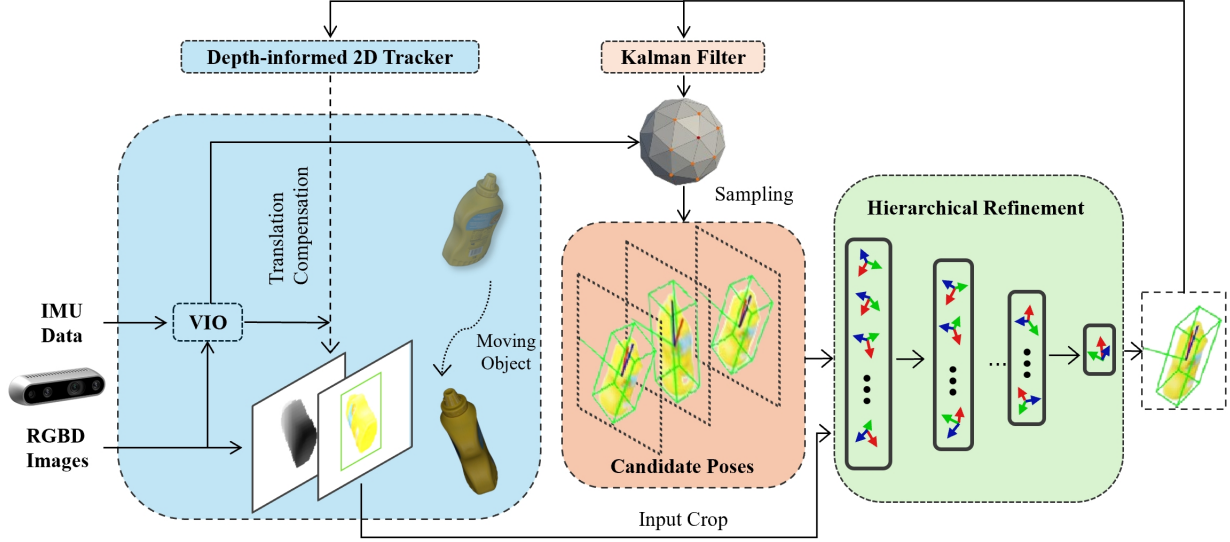 Depth-informed 2D Tracker
Kalman Filter
Translation
Compensation
Sampling
Hierarchical Refinement
IMU
Data
VIO
Moving
Object
RGBD
Images
Candidate Poses
Input Crop